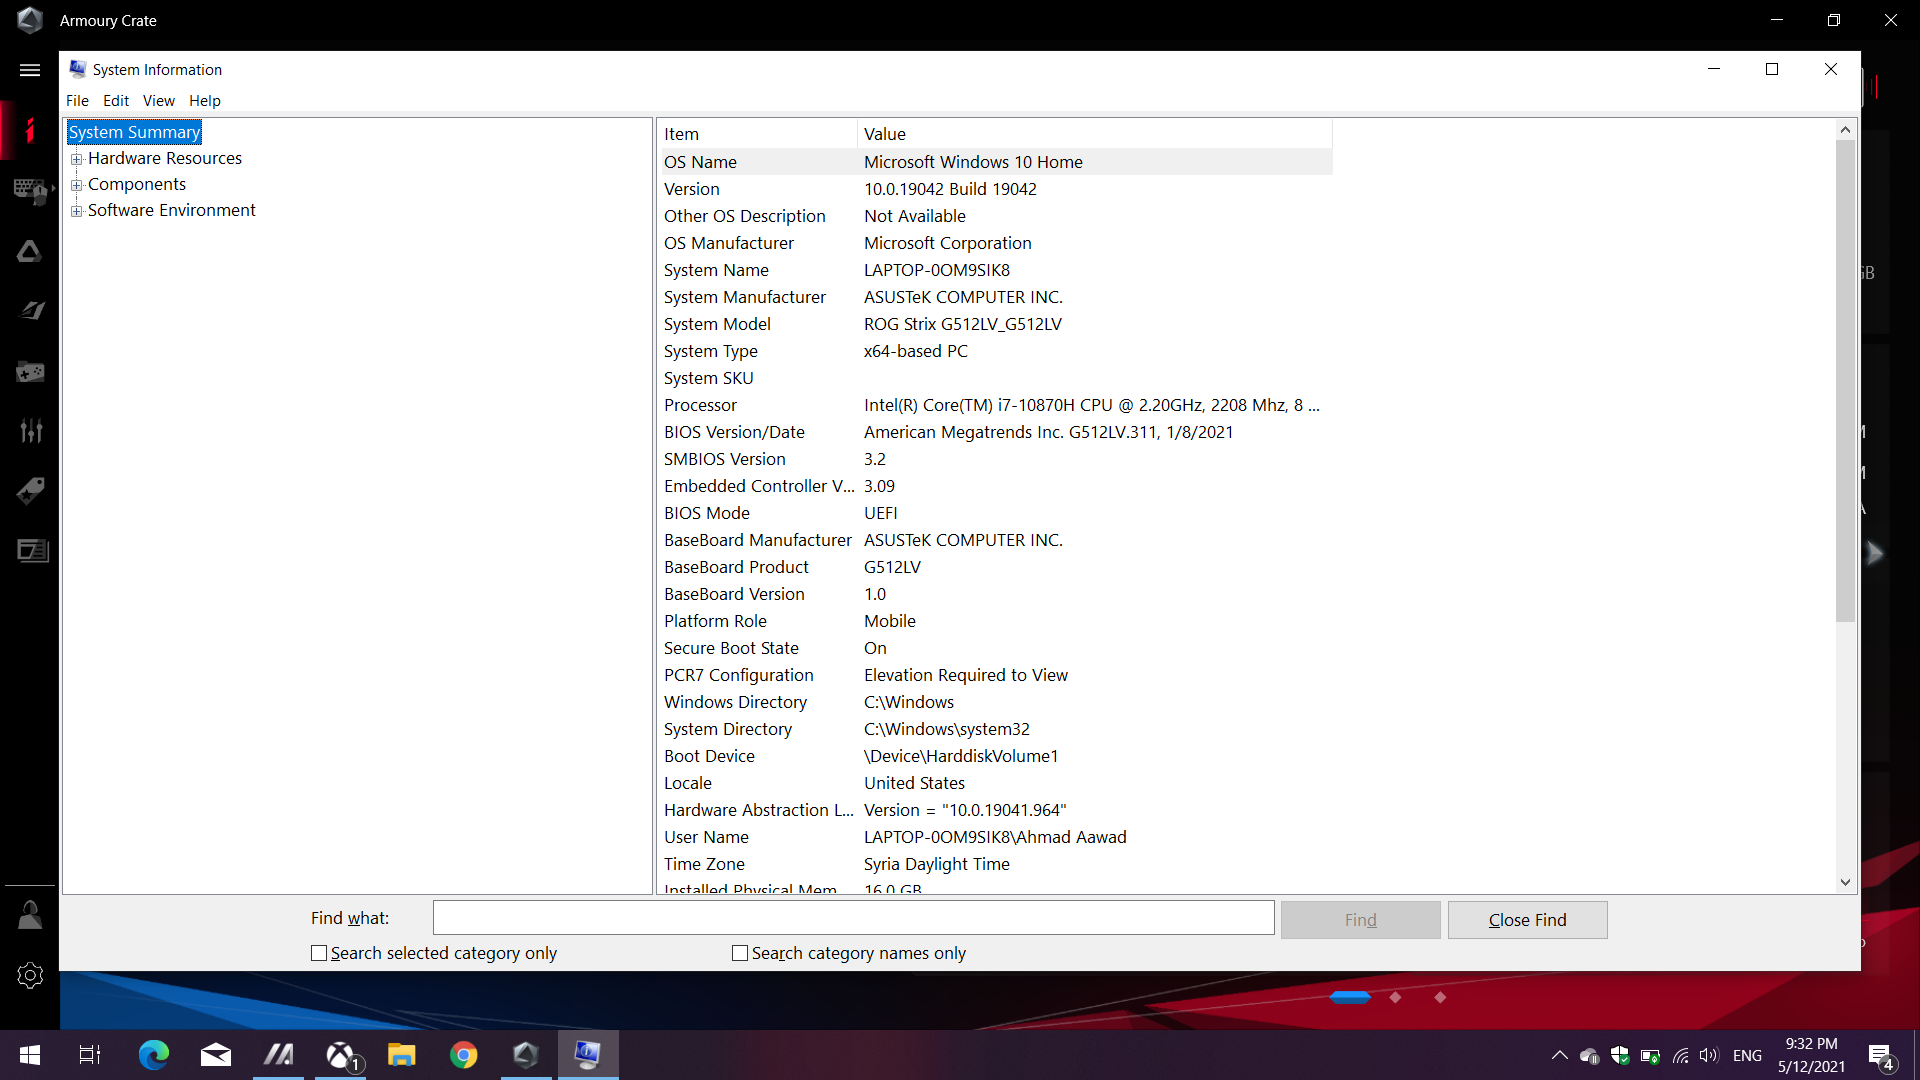 Armoury Crate
System Information
File Edit View Help
System Summary
Hardware Resources
Components
Software Environment
Item Value
OS Name Microsoft Windows 10 Home
Version 10.0.19042 Build 19042
Other OS Description Not Available
OS Manufacturer Microsoft Corporation
System Name LAPTOP-0OM9SIK8
System Manufacturer ASUSTeK COMPUTER INC.
System Model ROG Strix G512LV_G512LV
System Type x64-based PC
System SKU
Processor Intel(R) Core(TM) i7-10870H CPU @ 2.20GHz, 2208 Mhz, 8 ...
BIOS Version/Date American Megatrends Inc. G512LV.311, 1/8/2021
SMBIOS Version 3.2
Embedded Controller V... 3.09
BIOS Mode UEFI
BaseBoard Manufacturer ASUSTeK COMPUTER INC.
BaseBoard Product G512LV
BaseBoard Version 1.0
Platform Role Mobile
Secure Boot State On
PCR7 Configuration Elevation Required to View
Windows Directory C:\Windows
System Directory C:\Windows\system32
Boot Device \Device\HarddiskVolume1
Locale United States
Hardware Abstraction L... Version = "10.0.19041.964"
User Name LAPTOP-0OM9SIK8\Ahmad Aawad
Time Zone Syria Daylight Time
Installed Physical Mem 16.0 GB
Find what: Find Close Find
Search selected category only Search category names only
1 ENG 9:32 PM
5/12/2021 4